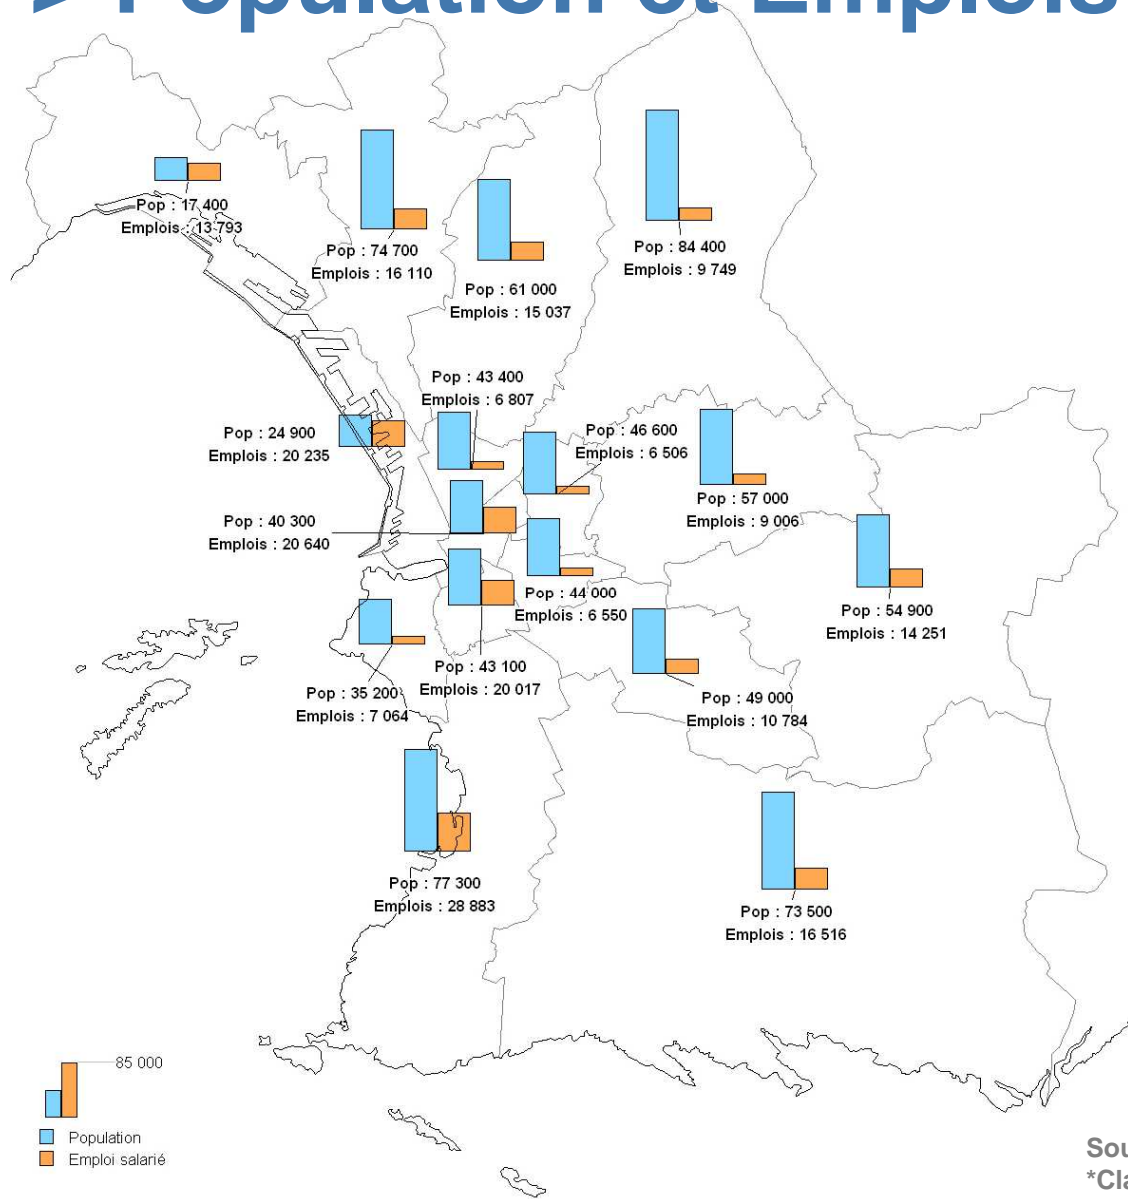 > Population et Emplois
Pop : 17 400
Emplois : 13 793
Pop : 74 700
Emplois : 16 110
Pop : 61 000
Emplois : 15 037
Pop : 84 400
Emplois : 9 749
Pop : 43 400
Emplois : 6 807
Pop : 24 900
Emplois : 20 235
Pop : 46 600
Emplois : 6 506
Pop : 57 000
Emplois : 9 006
Pop : 40 300
Emplois : 20 640
Pop : 44 000
Emplois : 6 550
Pop : 54 900
Emplois : 14 251
Pop : 43 100
Emplois : 20 017
Pop : 35 200
Emplois : 7 064
Pop : 49 000
Emplois : 10 784
Pop : 77 300
Emplois : 28 883
Pop : 73 500
Emplois : 16 516
85 000
Population
Emploi salarié